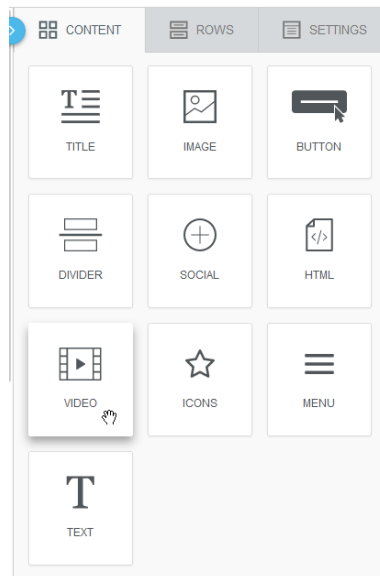 CONTENT ROWS SETTINGS
TITLE IMAGE BUTTON
DIVIDER SOCIAL HTML
VIDEO ICONS MENU
TEXT